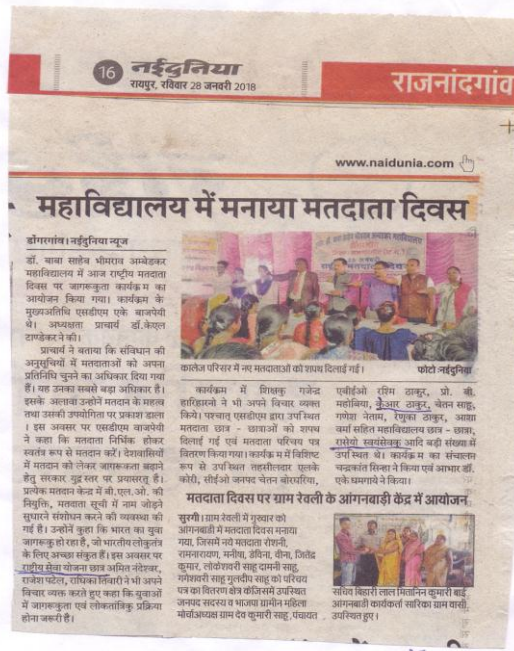 16 नईदुनिया
रायपुर, रविवार 28 जनवरी 2018
राजनांदगांव
www.naidunia.com
महाविद्यालय में मनाया मतदाता दिवस
डोंगरगांव। नईदुनिया न्यूज
डॉ. बाबा साहेब भीमराव अम्बेडकर
महाविद्यालय में आज राष्ट्रीय मतदाता
दिवस पर जागरूकता कार्यक्रम का
आयोजन किया गया। कार्यक्रम के
मुख्यअतिथि एसडीएम एके बाजपेयी
थे। अध्यक्षता प्राचार्य डॉ.केएल
टाण्डेकर ने की।
प्राचार्य ने बताया कि संविधान की
अनुसूचियों में मतदाताओं को अपना
प्रतिनिधि चुनने का अधिकार दिया गया
हैं। यह उनका सबसे बड़ा अधिकार है।
इसके अलावा उन्होंने मतदान के महत्व
तथा उसकी उपयोगिता पर प्रकाश डाला
। इस अवसर पर एसडीएम वाजपेयी
ने कहा कि मतदाता निर्भिक होकर
स्वतंत्र रूप से मतदान करें। देशवासियों
में मतदान को लेकर जागरूकता बढ़ाने
हेतु सरकार युद्व स्तर पर प्रयासरत् है।
प्रत्येक मतदान केन्द्र में बी.एल.ओ. की
नियुक्ति, मतदाता सूची में नाम जोड़ने
सुधारने संशोधन करने की व्यवस्था की
गई है। उन्होंने कहा कि भारत का युवा
जागरूक हो रहा है, जो भारतीय लोकतंत्र
के लिए अच्छा संकेत हैं। इस अवसर पर
राष्ट्रीय सेवा योजना छात्र अमित नंदेश्वर,
राजेश पटेल, राधिका तिवारी ने भी अपने
विचार व्यक्त करते हुए कहा कि युवाओं
में जागरूकता एवं लोकतांत्रिक प्रक्रिया
होना जरूरी है।
कालेज परिसर में नए मतदाताओं को शपथ दिलाई गई। फोटो नईदुनिया
कार्यक्रम में शिक्षक गजेन्द्र
हरिहारनो ने भी अपने विचार व्यक्त
किये। पश्चात् एसडीएम द्वारा उपस्थित
मतदाता छात्र - छात्राओं को शपथ
दिलाई गई एवं मतदाता परिचय पत्र
वितरण किया गया। कार्यक्रम में विशिष्ट
रूप से उपस्थित तहसीलदार एलके
कोरी, सीईओ जनपद चेतन बोरघरिया,
एबीईओ रश्मि ठाकुर, प्रो. बी.
महोबिया, केआर ठाकुर, चेतन साहू,
गणेश नेताम, रेणुका ठाकुर, आशा
वर्मा सहित महाविद्यालय छात्र - छात्रा,
रासेयो स्वयंसेवक आदि बड़ी संख्या में
उपस्थित थे। कार्यक्रम का संचालन
चन्द्रकांत सिन्हा ने किया एवं आभार डॉ.
एके धमगाये ने किया।
मतदाता दिवस पर ग्राम रेवली के आंगनबाड़ी केंद्र में आयोजन
सुरगी। ग्राम रेवली में गुरुवार को
आंगनबाड़ी में मतदाता दिवस मनाया
गया, जिसमें नये मतदाता रोशनी,
रामनारायण, मनीषा, डेविना, वीना, जितेंद्र
कुमार, लोकेशवरी साहू दामनी साहू,
गणेशवरी साहू गुलदीप साहू को परिचय
पत्र का वितरण क्षेत्र के जिसमें उपस्थित
जनपद सदस्य व भाजपा ग्रामीन महिला
मोर्चा अध्यक्ष ग्राम देव कुमारी साहू, पंचायत
सचिव बिहारी लाल मितानिन कुमारी बाई
आंगनबाड़ी कार्यकर्ता सारिका ग्राम वासी
उपस्थित हुए।